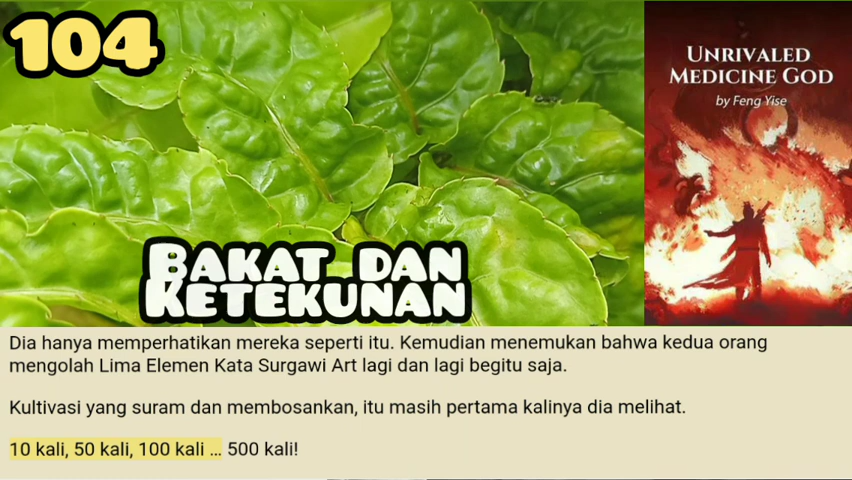 104
UNRIVALED
MEDICINE GOD
by Feng Yise
BAKAT DAN
KETEKUNAN
Dia hanya memperhatikan mereka seperti itu. Kemudian menemukan bahwa kedua orang
mengolah Lima Elemen Kata Surgawi Art lagi dan lagi begitu saja.
Kultivasi yang suram dan membosankan, itu masih pertama kalinya dia melihat.
10 kali, 50 kali, 100 kali ... 500 kali!